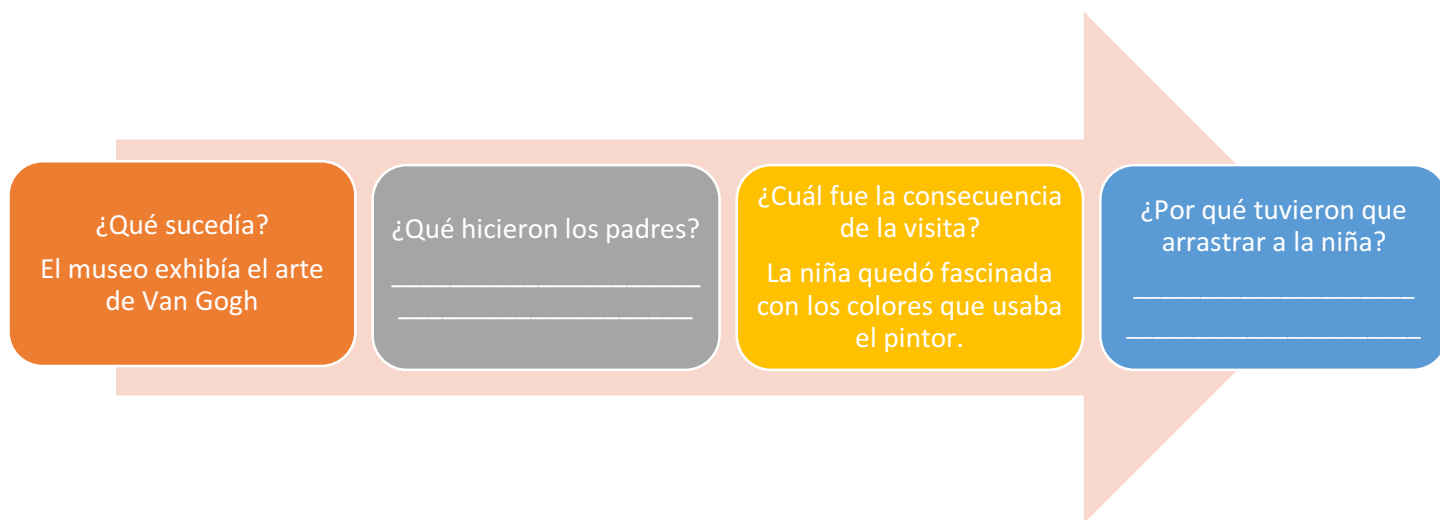 ¿Qué sucedía?
El museo exhibía el arte
de Van Gogh
¿Qué hicieron los padres?
_____________________
____________________
¿Cuál fue la consecuencia
de la visita?
La niña quedó fascinada
con los colores que usaba
el pintor.
¿Por qué tuvieron que
arrastrar a la niña?
___________________
____________________